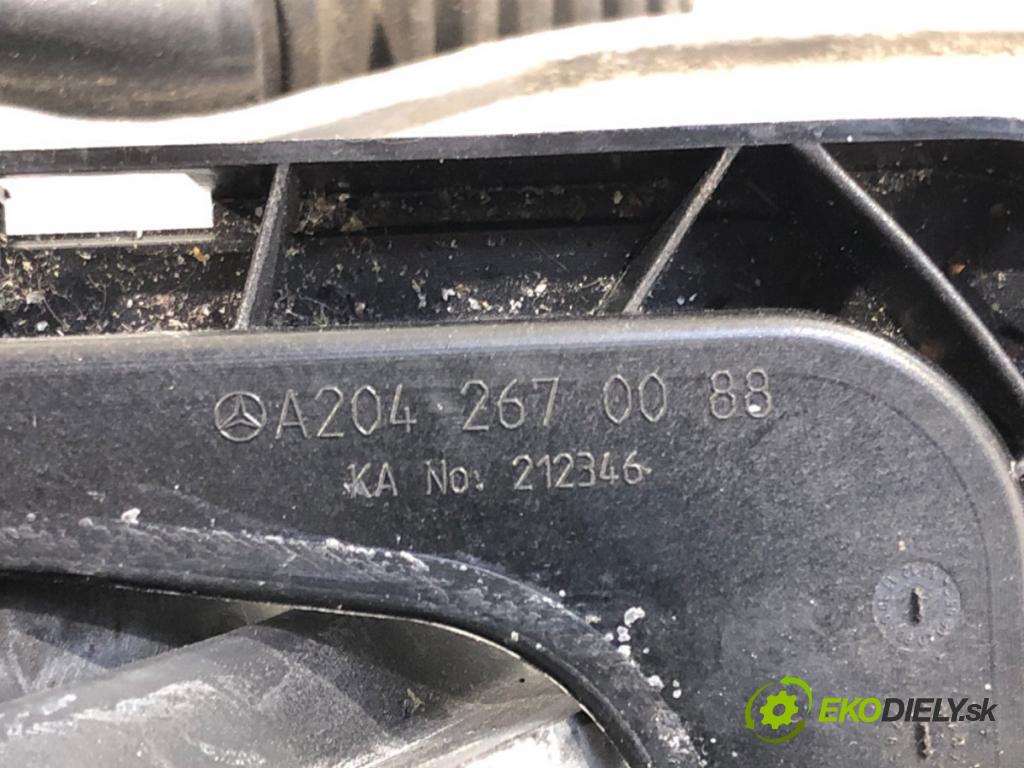 A204 267 00 88
KA No: 212346
EKODIELY.sk